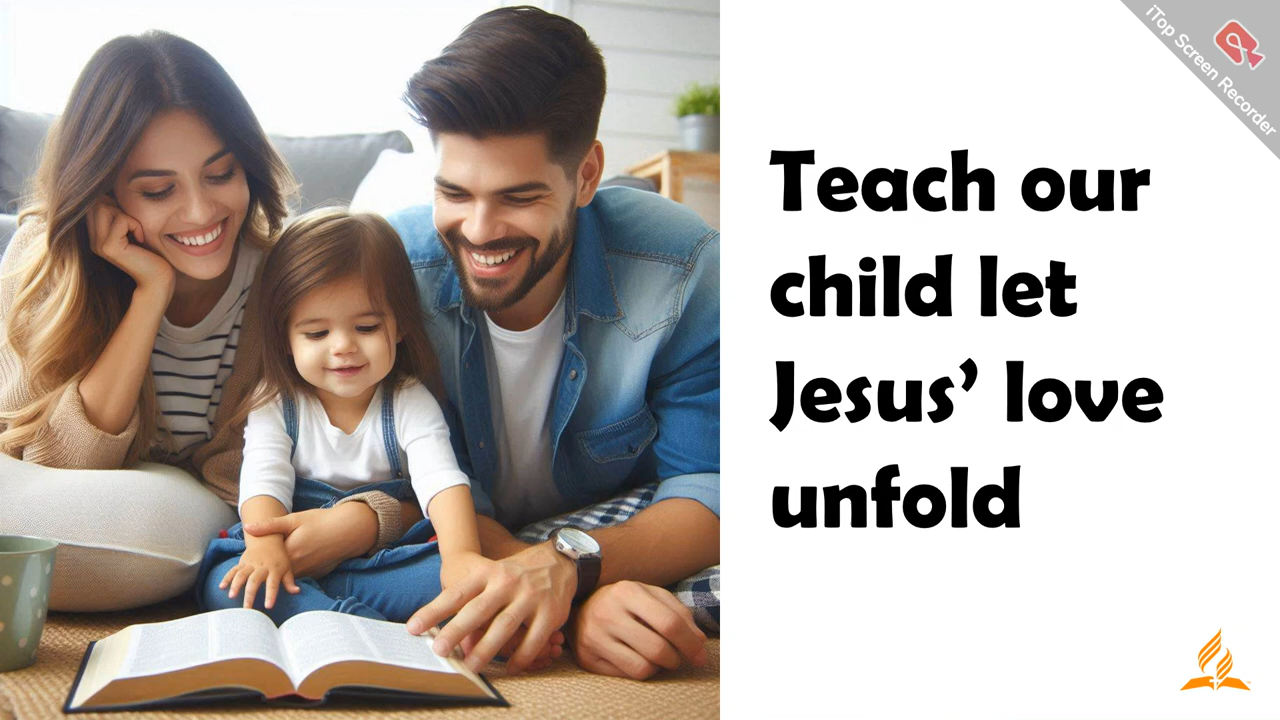 iTop Screen Recorder
Teach our
child let
Jesus’ love
unfold